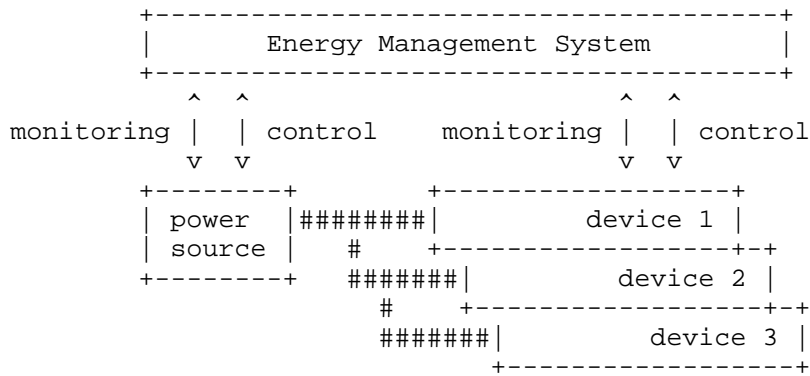 Energy Management System
monitoring control monitoring control
power device 1
source
device 2
device 3